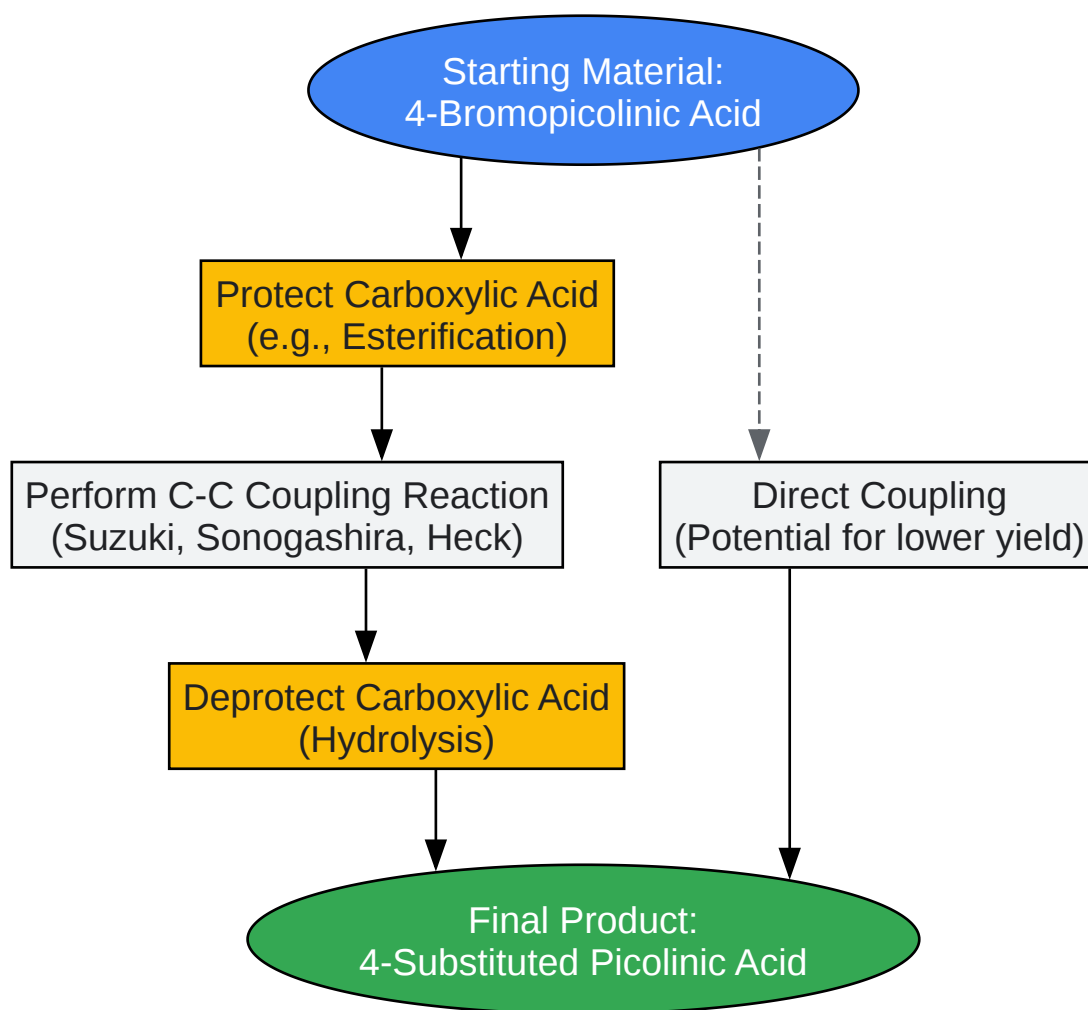 Starting Material:
4-Bromopicolinic Acid
Protect Carboxylic Acid
(e.g., Esterification)
Perform C-C Coupling Reaction
(Suzuki, Sonogashira, Heck)
Direct Coupling
(Potential for lower yield)
Deprotect Carboxylic Acid
(Hydrolysis)
Final Product:
4-Substituted Picolinic Acid